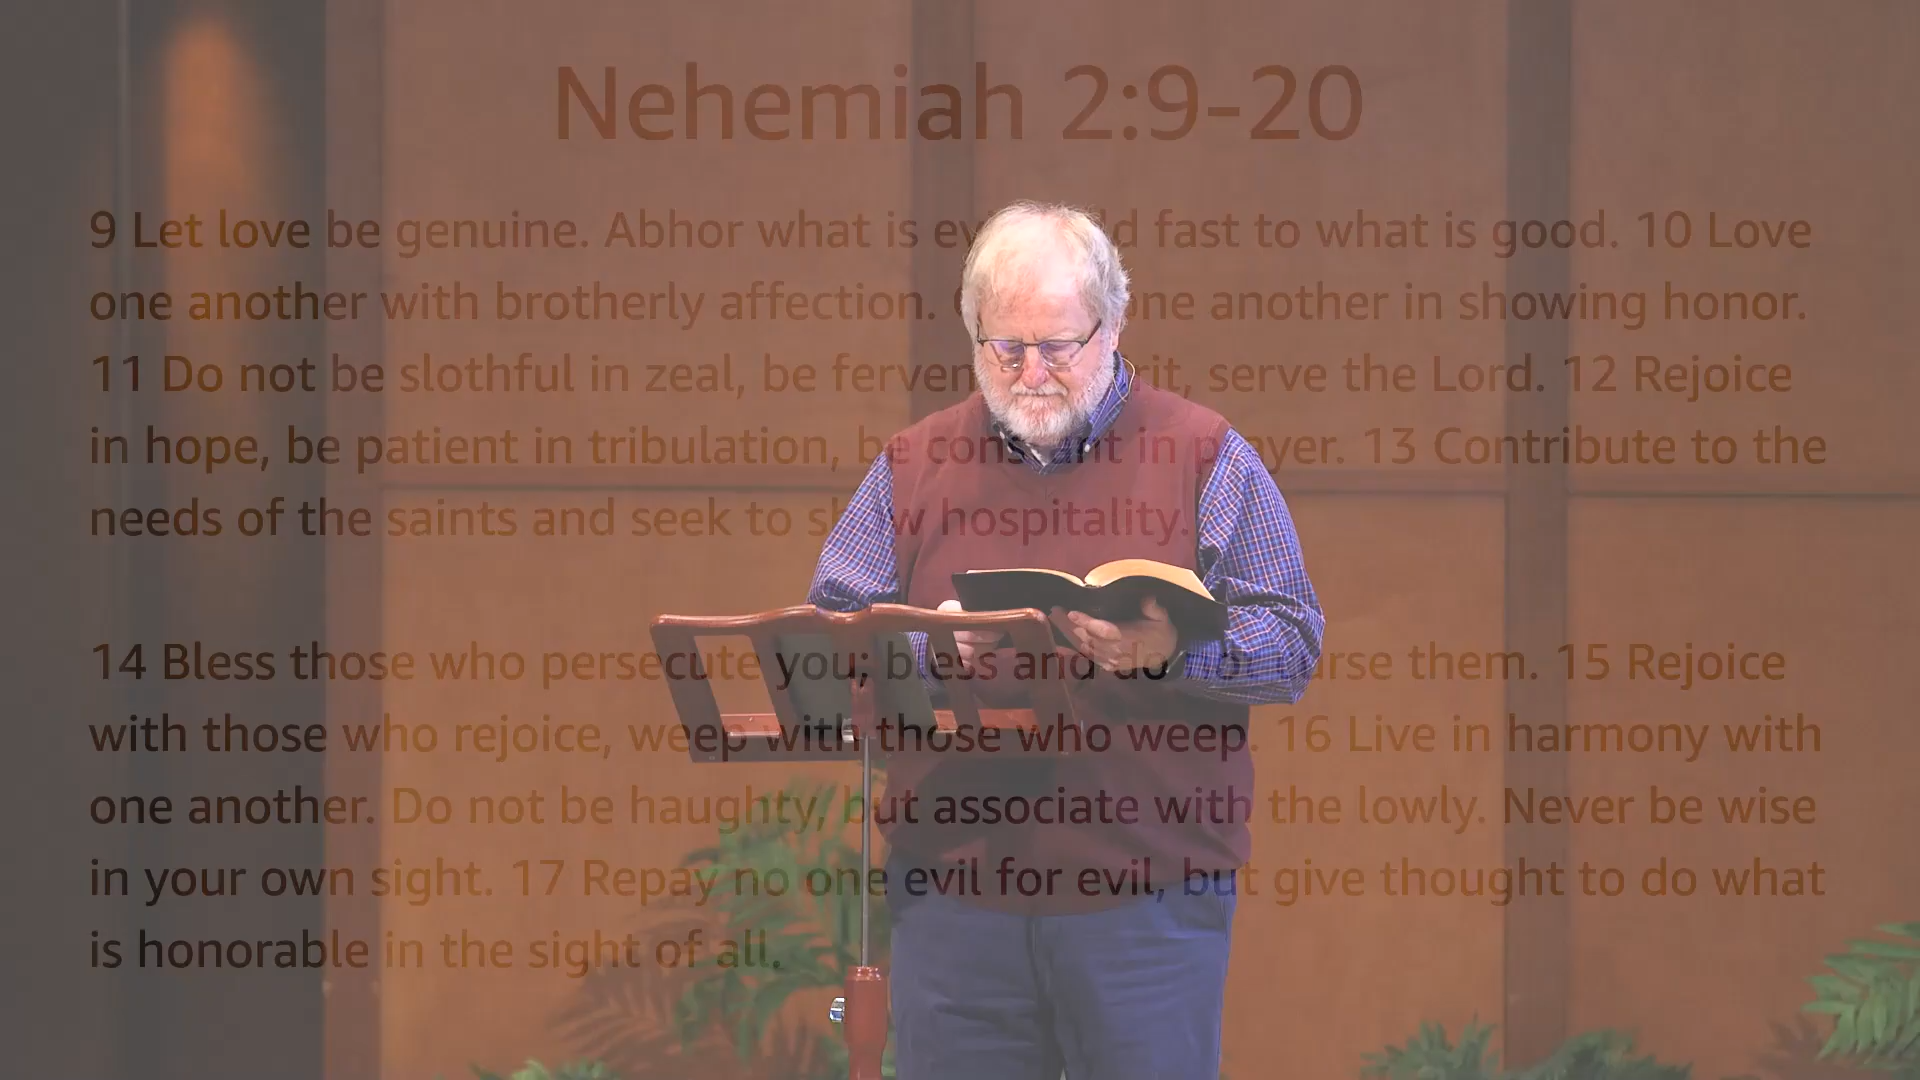 Nehemiah 2:9-20
9 Let love be genuine. Abhor what is fast to what is good. 10 Love
one another with brotherly affection. one another in showing honor.
11 Do not be slothful in zeal, be serve the Lord. 12 Rejoice
in hope, be patient in tribulation, be constant in prayer. 13 Contribute to the
needs of the saints and seek to show hospitality.
14 Bless those who persecute you; bless and do curse them. 15 Rejoice
with those who rejoice, weep with those who weep. 16 Live in harmony with
one another. Do not be haughty, but associate with the lowly. Never be wise
in your own sight. 17 Repay no one evil for evil, but give thought to do what
is honorable in the sight of all.